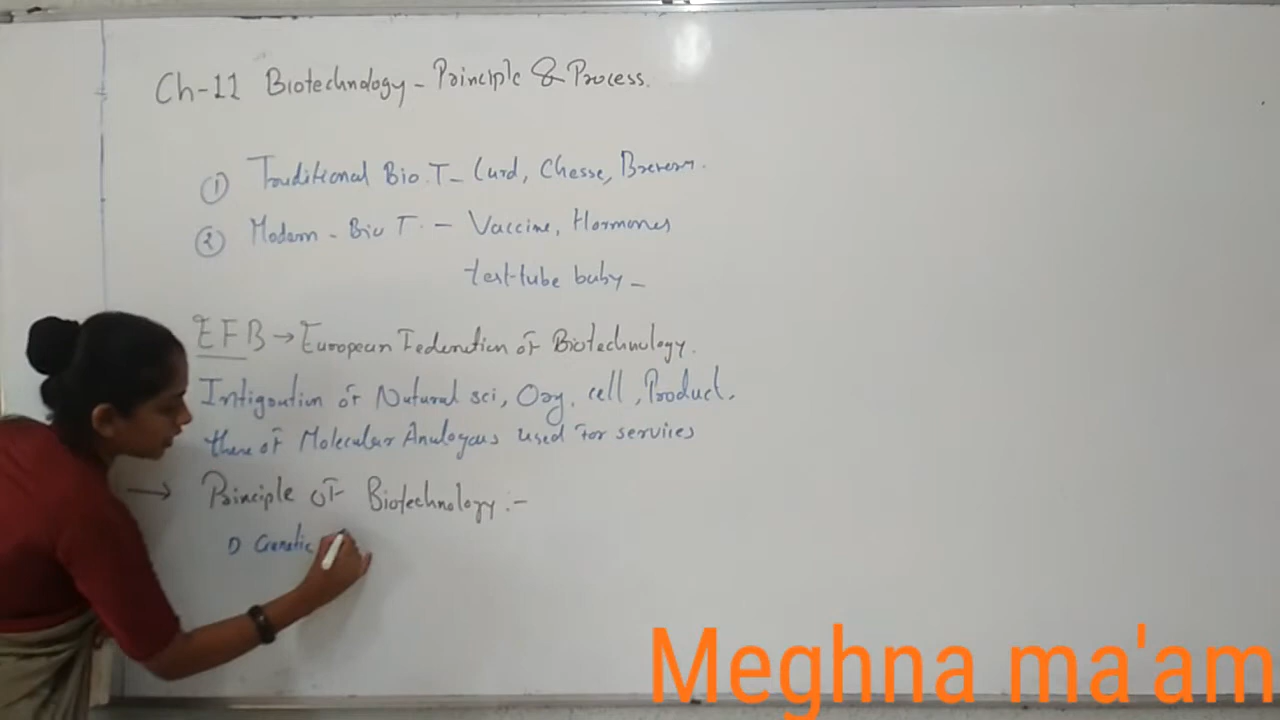 Ch-11 Biotechnology - Principle & Process.
① Traditional Bio.T - Curd, Chesse, Brewery.
② Modern - Bio T. - Vaccine, Hormones
test-tube baby -
EFB → European Federation of Biotechnology.
Intigration of Natural sci, Org, cell, Product,
there of Molecular Analogous used for services
→ Principle of Biotechnology :-
1) Genetic
Meghna ma'am